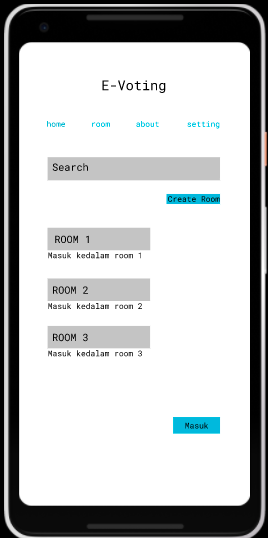 E-Voting
home room about setting
Search
Create Room
ROOM 1
Masuk kedalam room 1
ROOM 2
Masuk kedalam room 2
ROOM 3
Masuk kedalam room 3
Masuk